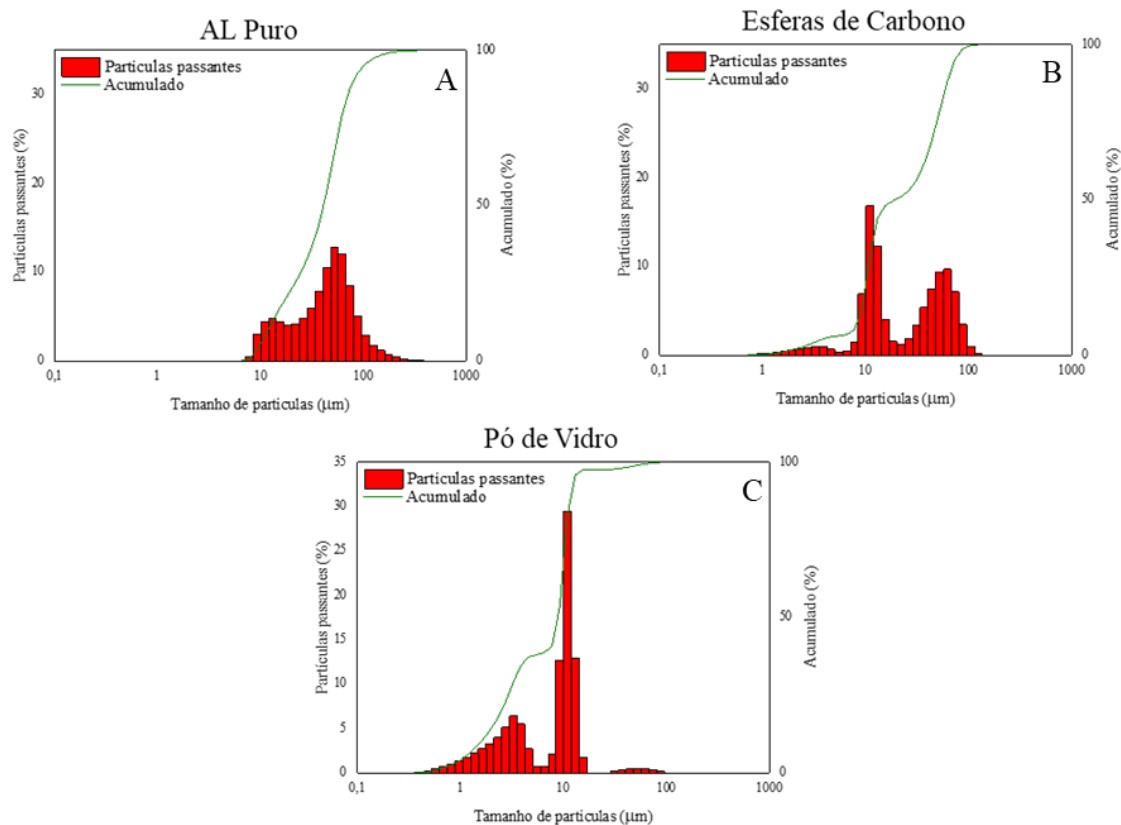 AL Puro
Particulas passantes
Acumulado
A
30
20
10
0
100
50
0
0,1
1
10
100
1000
Partículas passantes (%)
Acumulado (%)
Tamanho de particulas (μm)
Esferas de Carbono
Particulas passantes
Acumulado
B
30
20
10
0
100
50
0
0,1
1
10
100
1000
Partículas passantes (%)
Acumulado (%)
Tamanho de particulas (μm)
Pó de Vidro
Particulas passantes
Acumulado
C
35
30
25
20
15
10
5
0
100
50
0
0,1
1
10
100
1000
Partículas passantes (%)
Acumulado (%)
Tamanho de particulas (μm)